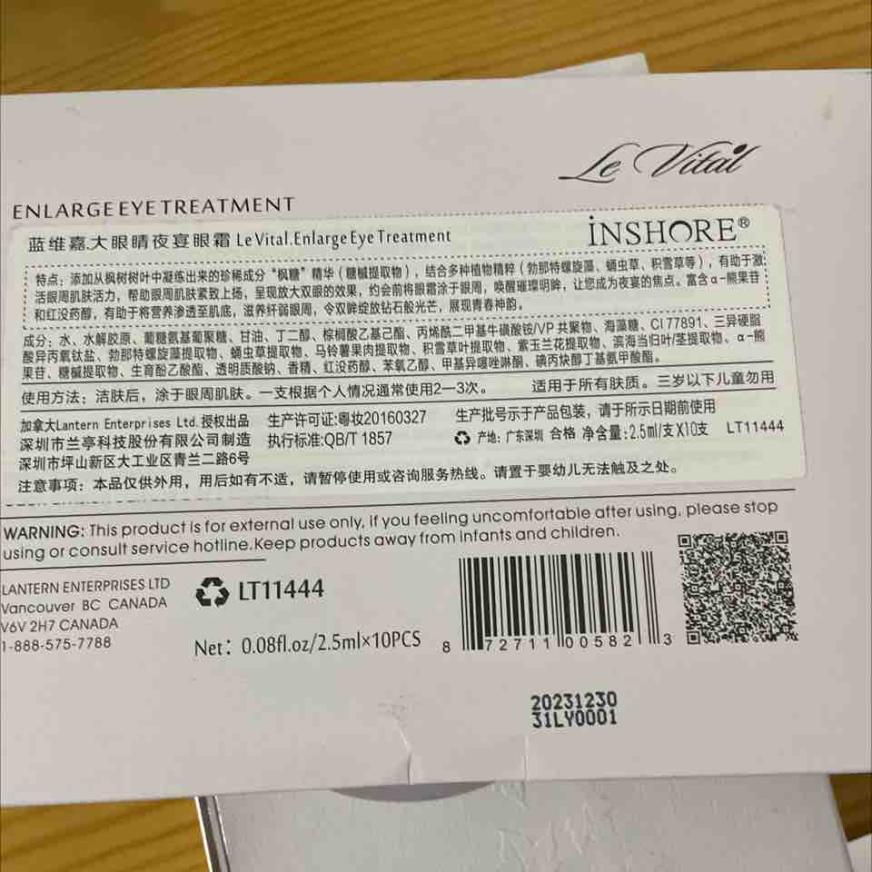 Le Vital
ENLARGE EYE TREATMENT
蓝维嘉.大眼睛夜宴眼霜 Le Vital.Enlarge Eye Treatment
iNSHORE®
特点：添加从枫树树叶中凝练出来的珍稀成分“枫糖”精华（糖槭提取物），结合多种植物精粹（勃那特螺旋藻、蛹虫草、积雪草等），有助于激
活眼周肌肤活力，帮助眼周肌肤紧致上扬，呈现放大双眼的效果，约会前将眼霜涂于眼周，唤醒璀璨明眸，让您成为夜宴的焦点。富含α-熊果苷
和红没药醇，有助于将营养渗透至肌底，滋养纤弱眼周，令双眸绽放钻石般光芒，展现青春神韵。
成分：水、水解胶原、葡糖氨基葡聚糖、甘油、丁二醇、棕榈酸乙基己酯、丙烯酰二甲基牛磺酸铵/VP 共聚物、海藻糖、CI 77891、三异硬脂
酸异丙氧钛盐、勃那特螺旋藻提取物、蛹虫草提取物、马铃薯果肉提取物、积雪草叶提取物、紫玉兰花提取物、滨海当归叶/茎提取物、α-熊
果苷、糖槭提取物、生育酚乙酸酯、透明质酸钠、香精、红没药醇、苯氧乙醇、甲基异噻唑啉酮、碘丙炔醇丁基氨甲酸酯。
使用方法：洁肤后，涂于眼周肌肤。一支根据个人情况通常使用2—3次。 适用于所有肤质。三岁以下儿童勿用
加拿大Lantern Enterprises Ltd. 授权出品 生产许可证:粤妆20160327 生产批号示于产品包装，请于所示日期前使用
深圳市兰亭科技股份有限公司制造 执行标准:QB/T 1857 产地：广东深圳 合格 净含量：2.5ml/支X10支 LT11444
深圳市坪山新区大工业区青兰二路6号
注意事项：本品仅供外用，用后如有不适，请暂停使用或咨询服务热线。请置于婴幼儿无法触及之处。
WARNING: This product is for external use only, if you feeling uncomfortable after using, please stop
using or consult service hotline.Keep products away from infants and children.
LANTERN ENTERPRISES LTD
Vancouver BC CANADA
V6V 2H7 CANADA
1-888-575-7788
LT11444
Net: 0.08fl.oz/2.5ml×10PCS
8 72711 00582 3
20231230
31LY0001